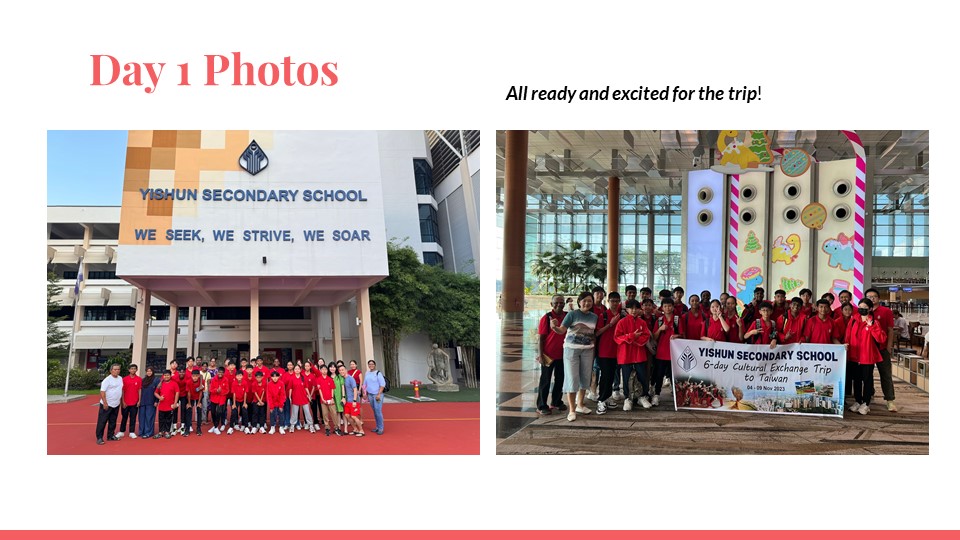 Day 1 Photos
All ready and excited for the trip!
YISHUN SECONDARY SCHOOL
WE SEEK, WE STRIVE, WE SOAR
YISHUN SECONDARY SCHOOL
6-day Cultural Exchange Trip
to Taiwan
04 - 09 Nov 2023